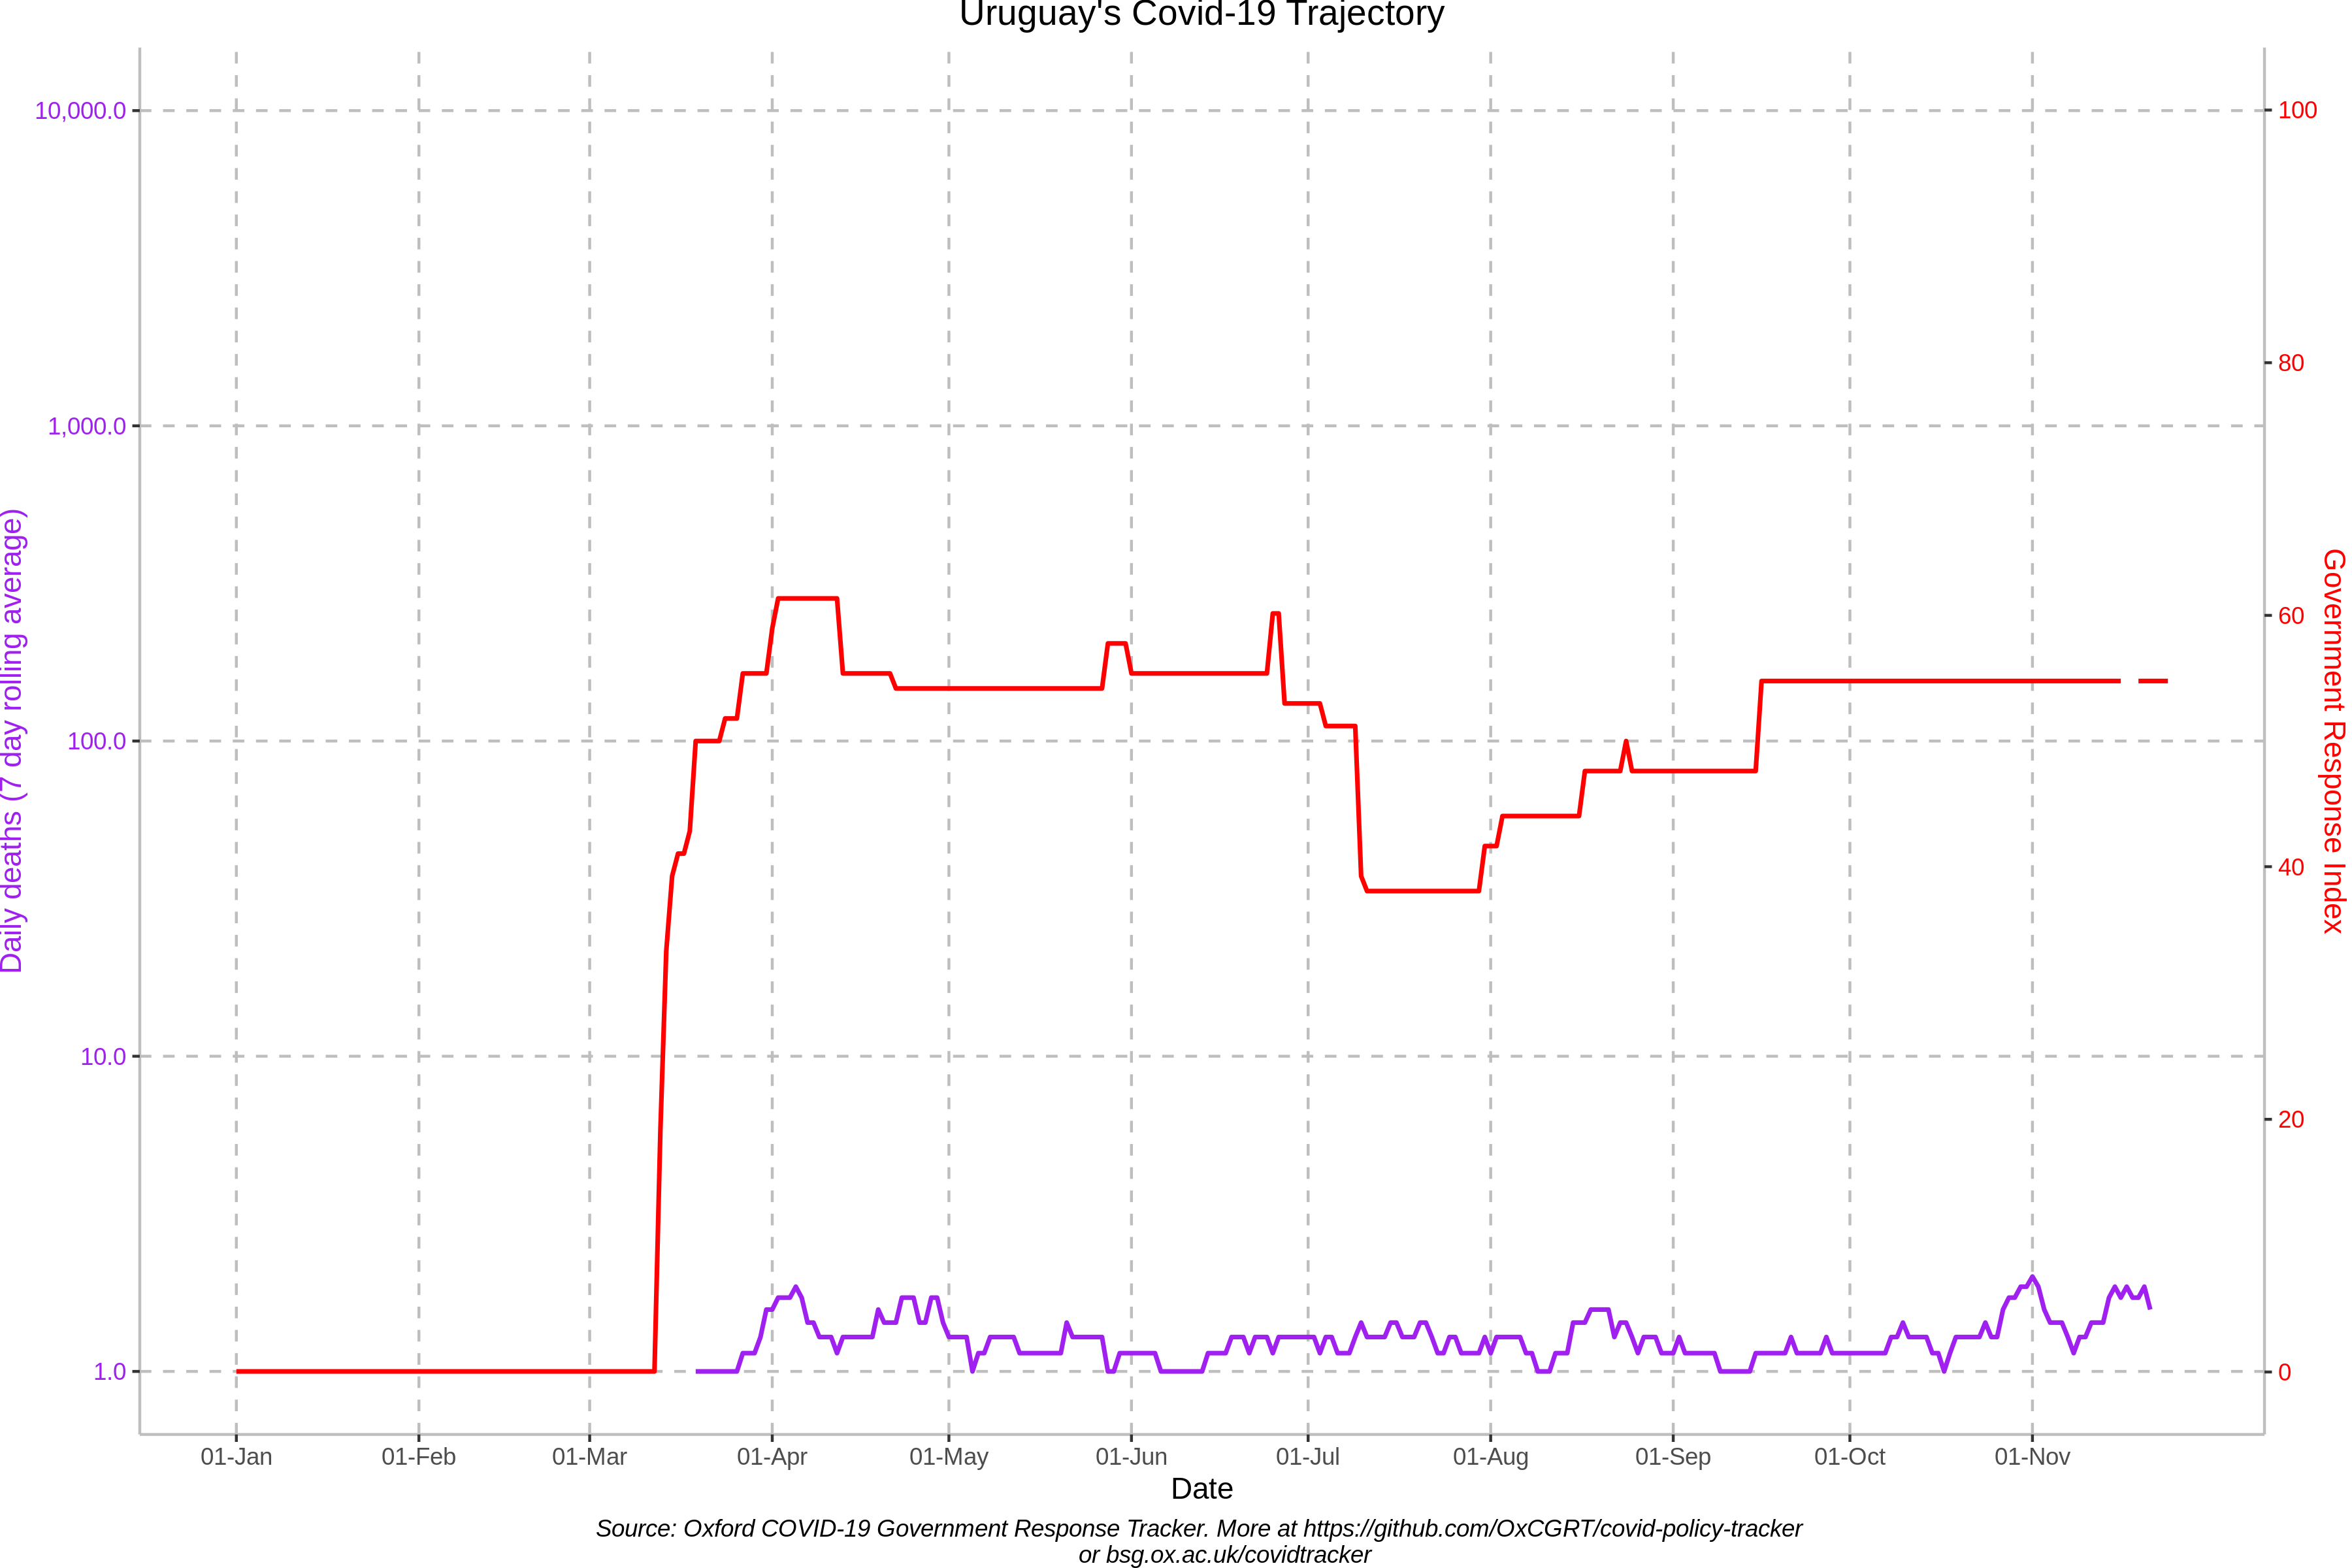 Uruguay's Covid-19 Trajectory
10,000.0
1,000.0
100.0
10.0
1.0
Daily deaths (7 day rolling average)
100
80
60
40
20
0
Government Response Index
01-Jan 01-Feb 01-Mar 01-Apr 01-May 01-Jun 01-Jul 01-Aug 01-Sep 01-Oct 01-Nov
Date
Source: Oxford COVID-19 Government Response Tracker. More at https://github.com/OxCGRT/covid-policy-tracker
or bsg.ox.ac.uk/covidtracker